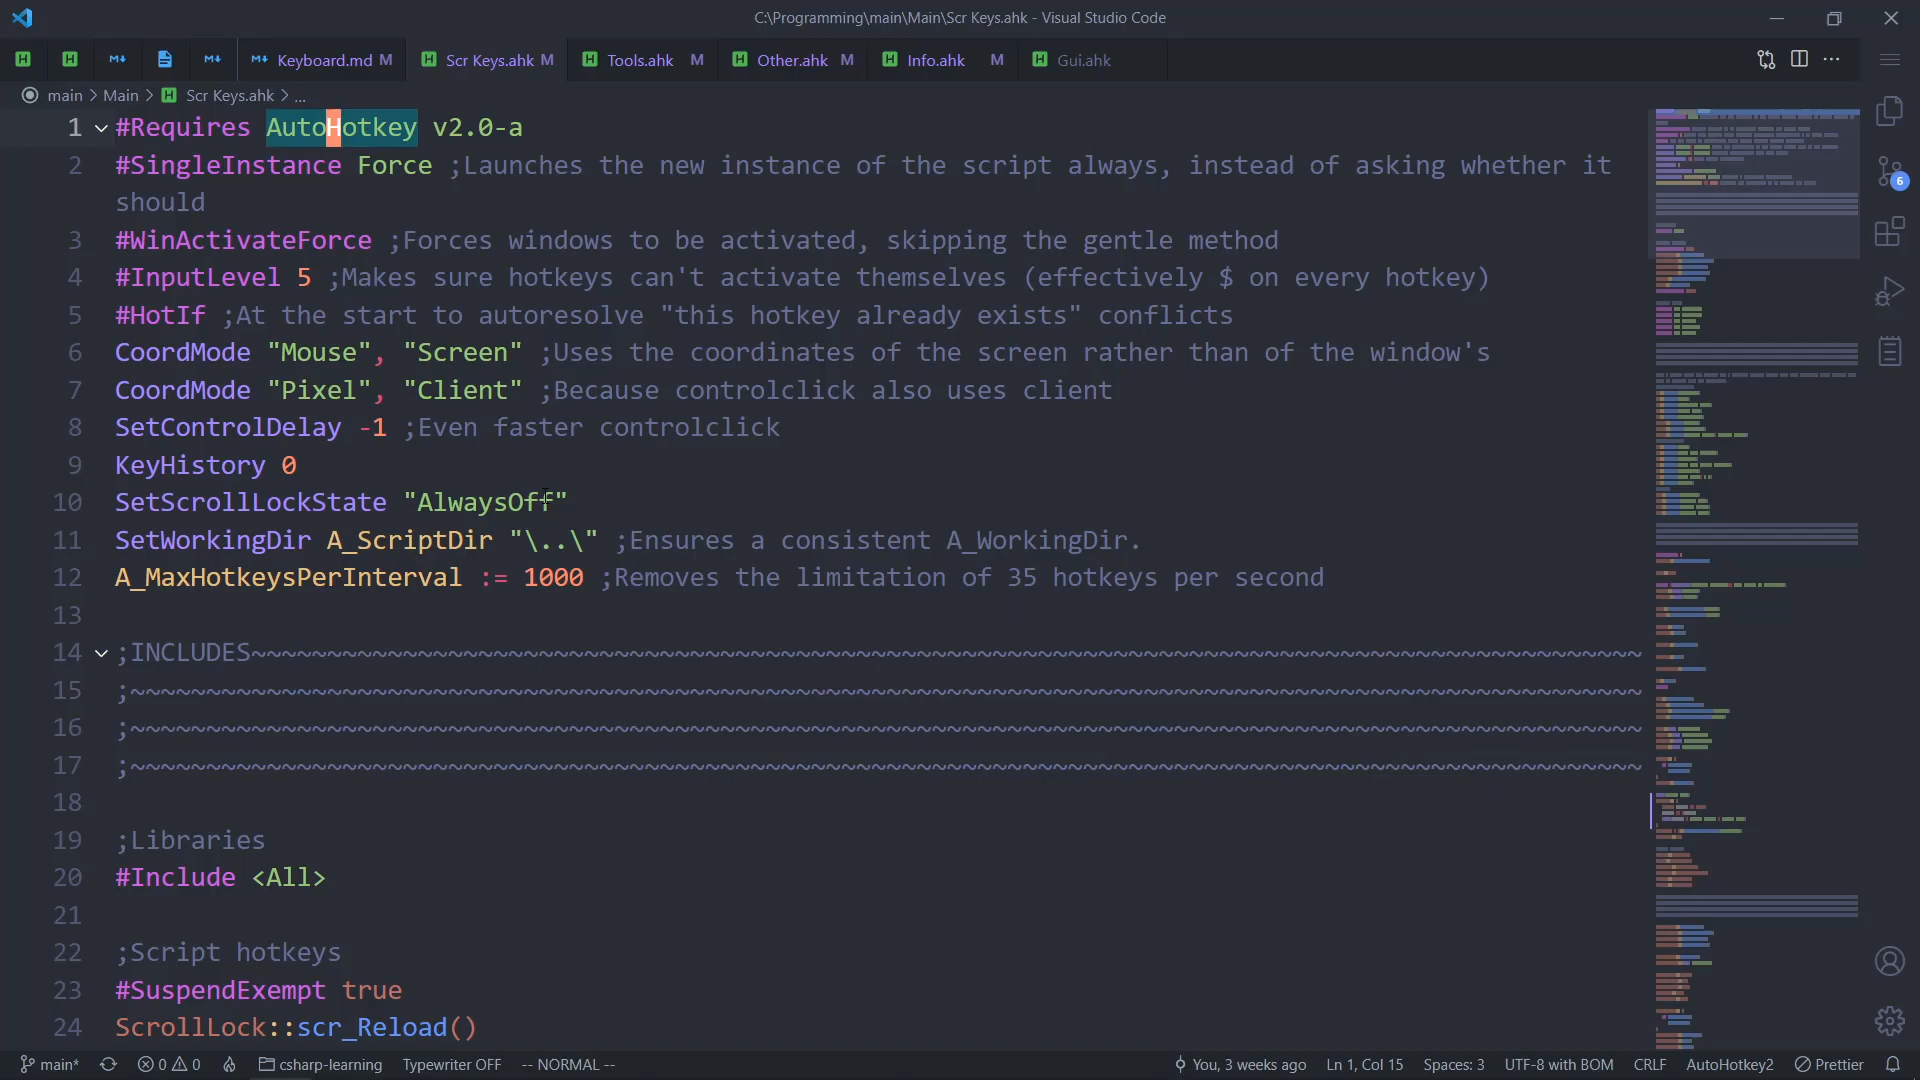 C:\Programming\main\Main\Scr Keys.ahk - Visual Studio Code
Keyboard.md M
Scr Keys.ahk M
Tools.ahk M
Other.ahk M
Info.ahk M
Gui.ahk
main > Main > Scr Keys.ahk > ...
1 #Requires AutoHotkey v2.0-a
2 #SingleInstance Force ;Launches the new instance of the script always, instead of asking whether it
should
3 #WinActivateForce ;Forces windows to be activated, skipping the gentle method
4 #InputLevel 5 ;Makes sure hotkeys can't activate themselves (effectively $ on every hotkey)
5 #HotIf ;At the start to autoresolve "this hotkey already exists" conflicts
6 CoordMode "Mouse", "Screen" ;Uses the coordinates of the screen rather than of the window's
7 CoordMode "Pixel", "Client" ;Because controlclick also uses client
8 SetControlDelay -1 ;Even faster controlclick
9 KeyHistory 0
10 SetScrollLockState "AlwaysOff"
11 SetWorkingDir A_ScriptDir "\..\" ;Ensures a consistent A_WorkingDir.
12 A_MaxHotkeysPerInterval := 1000 ;Removes the limitation of 35 hotkeys per second
13
14 ;INCLUDES~~~~~~~~~~~~~~~~~~~~~~~~~~~~~~~~~~~~~~~~~~~~~~~~~~~~~~~~~~~~~~~~~~~~~~~~~~~~~~~~~~~~~~~~~~~~
15 ;~~~~~~~~~~~~~~~~~~~~~~~~~~~~~~~~~~~~~~~~~~~~~~~~~~~~~~~~~~~~~~~~~~~~~~~~~~~~~~~~~~~~~~~~~~~~~~~~~~~~
16 ;~~~~~~~~~~~~~~~~~~~~~~~~~~~~~~~~~~~~~~~~~~~~~~~~~~~~~~~~~~~~~~~~~~~~~~~~~~~~~~~~~~~~~~~~~~~~~~~~~~~~
17 ;~~~~~~~~~~~~~~~~~~~~~~~~~~~~~~~~~~~~~~~~~~~~~~~~~~~~~~~~~~~~~~~~~~~~~~~~~~~~~~~~~~~~~~~~~~~~~~~~~~~~
18
19 ;Libraries
20 #Include <All>
21
22 ;Script hotkeys
23 #SuspendExempt true
24 ScrollLock::scr_Reload()
6
main* 0 0 csharp-learning Typewriter OFF -- NORMAL -- You, 3 weeks ago Ln 1, Col 15 Spaces: 3 UTF-8 with BOM CRLF AutoHotkey2 Prettier